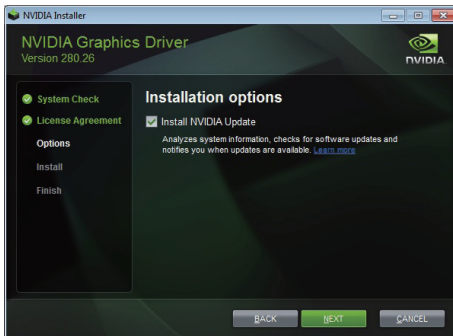 NVIDIA Installer
NVIDIA Graphics Driver
Version 280.26
NVIDIA
System Check
License Agreement
Options
Install
Finish
Installation options
Install NVIDIA Update
Analyzes system information, checks for software updates and
notifies you when updates are available. Learn more
BACK
NEXT
CANCEL